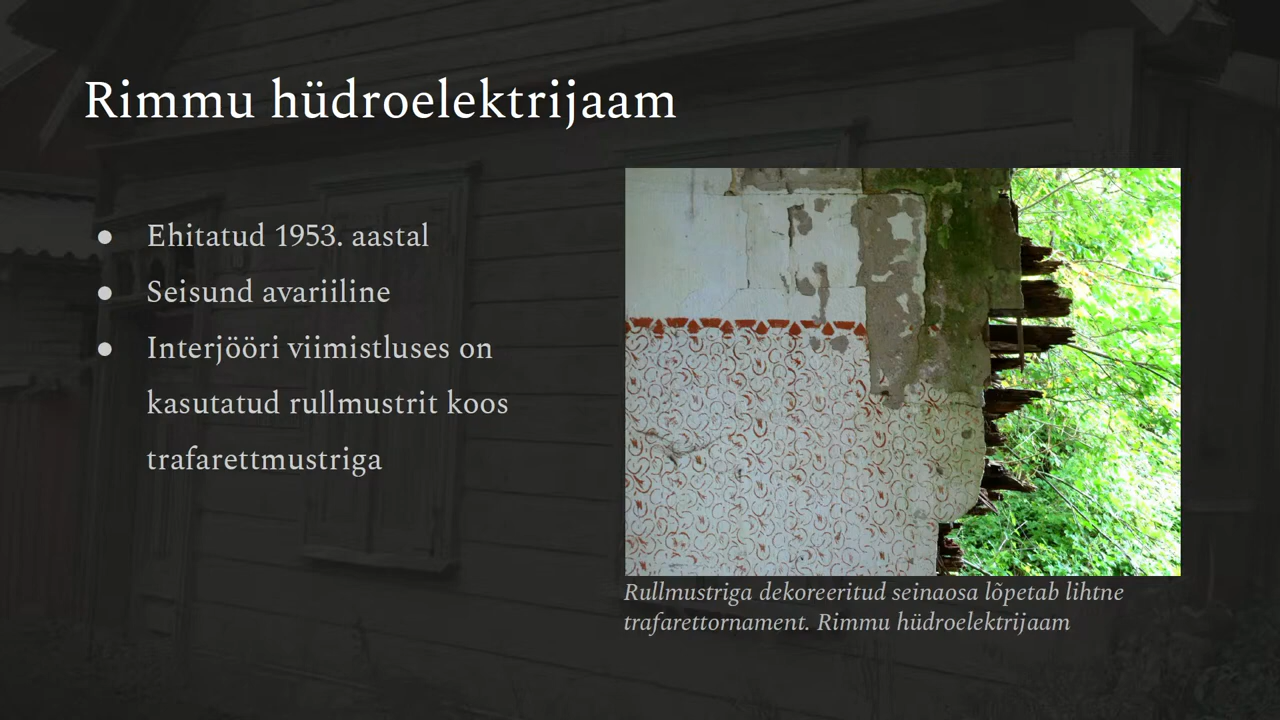 Rimmu hüdroelektrijaam
● Ehitatud 1953. aastal
● Seisund avariiline
● Interjööri viimistluses on
kasutatud rullmustrit koos
trafarettmustriga
Rullmustriga dekoreeritud seinaosa lõpetab lihtne
trafarettornament. Rimmu hüdroelektrijaam